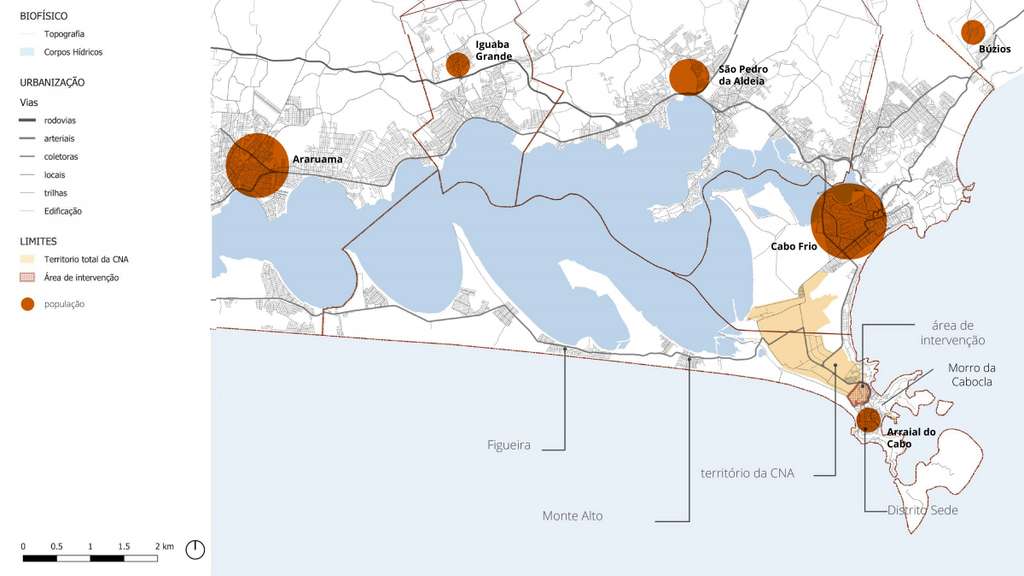 BIOFÍSICO
Topografia
Corpos Hídricos
URBANIZAÇÃO
Vias
rodovias
arteriais
coletoras
locais
trilhas
Edificação
LIMITES
Territorio total da CNA
Área de intervenção
população
0 0.5 1 1.5 2 km
Iguaba
Grande
São Pedro
da Aldeia
Búzios
Araruama
Cabo Frio
área de
intervenção
Morro da
Cabocla
Arraial do
Cabo
Figueira
território da CNA
Monte Alto
Distrito Sede